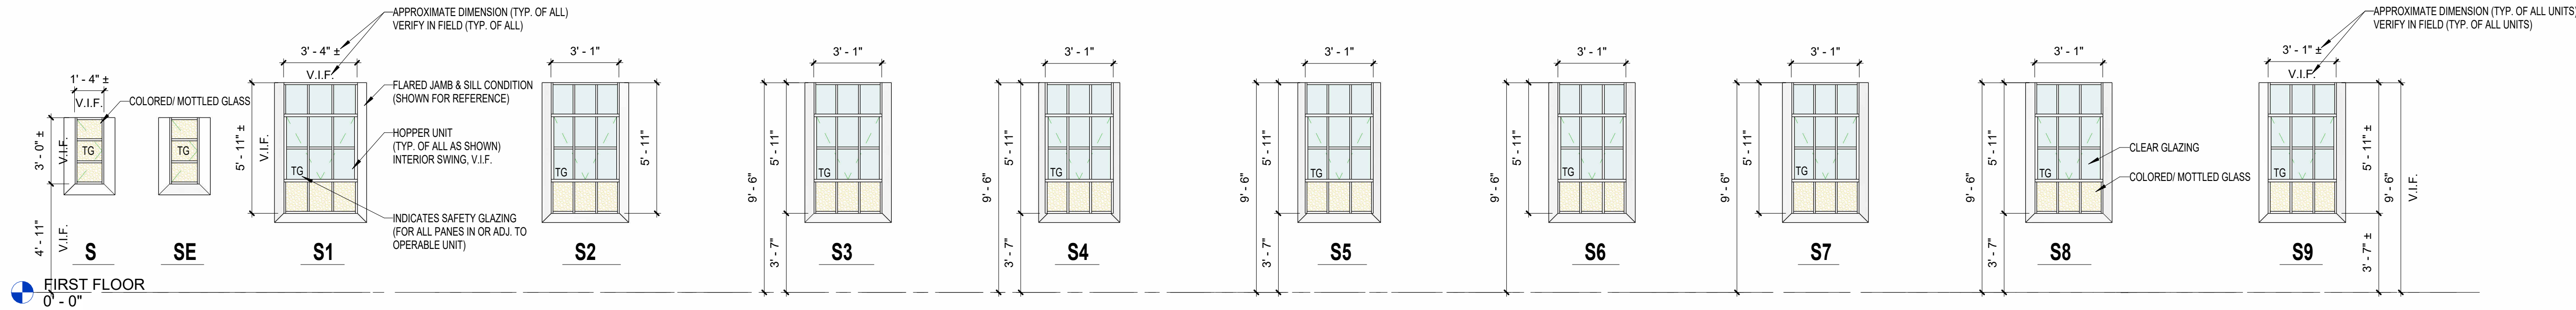 APPROXIMATE DIMENSION (TYP. OF ALL)
VERIFY IN FIELD (TYP. OF ALL)
1' - 4" ±
V.I.F.
COLORED/ MOTTLED GLASS
3' - 0" ±
V.I.F.
TG
4' - 11"
V.I.F.
S
TG
SE
3' - 4" ±
V.I.F.
5' - 11" ±
V.I.F.
TG
S1
FLARED JAMB & SILL CONDITION
(SHOWN FOR REFERENCE)
HOPPER UNIT
(TYP. OF ALL AS SHOWN)
INTERIOR SWING, V.I.F.
INDICATES SAFETY GLAZING
(FOR ALL PANES IN OR ADJ. TO
OPERABLE UNIT)
3' - 1"
5' - 11"
TG
S2
3' - 1"
9' - 6"
5' - 11"
3' - 7"
TG
S3
3' - 1"
9' - 6"
5' - 11"
3' - 7"
TG
S4
3' - 1"
9' - 6"
5' - 11"
3' - 7"
TG
S5
3' - 1"
9' - 6"
5' - 11"
TG
S6
3' - 1"
9' - 6"
5' - 11"
TG
S7
3' - 1"
9' - 6"
5' - 11"
3' - 7"
TG
S8
CLEAR GLAZING
COLORED/ MOTTLED GLASS
APPROXIMATE DIMENSION (TYP. OF ALL UNITS)
VERIFY IN FIELD (TYP. OF ALL UNITS)
3' - 1" ±
V.I.F.
TG
5' - 11" ±
9' - 6"
V.I.F.
3' - 7" ±
S9
FIRST FLOOR
0' - 0"